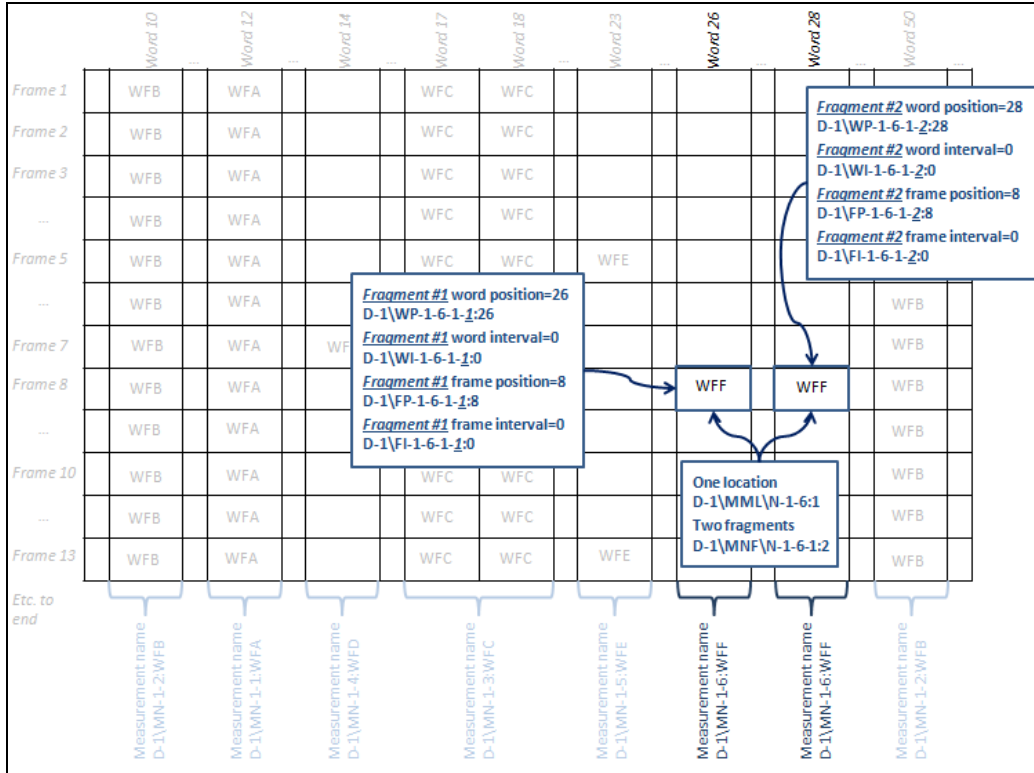 Word 10 ... Word 12 ... Word 14 ... Word 17 Word 18 ... Word 23 ... Word 26 ... Word 28 ... Word 50 ...
Frame 1 WFB WFA WFC WFC
Frame 2 WFB WFA WFC WFC
Frame 3 WFB WFA WFC WFC
... WFB WFA WFC WFC
Frame 5 WFB WFA WFC WFC WFE
... WFB WFA WFB
Frame 7 WFB WFA WFB
Frame 8 WFB WFA WFF WFF WFB
... WFB WFA WFB
Frame 10 WFB WFA WFC WFC WFB
... WFB WFA WFC WFC WFB
Frame 13 WFB WFA WFC WFC WFE WFB
Etc. to
end
Fragment #2 word position=28
D-1\WP-1-6-1-2:28
Fragment #2 word interval=0
D-1\WI-1-6-1-2:0
Fragment #2 frame position=8
D-1\FP-1-6-1-2:8
Fragment #2 frame interval=0
D-1\FI-1-6-1-2:0
Fragment #1 word position=26
D-1\WP-1-6-1-1:26
Fragment #1 word interval=0
D-1\WI-1-6-1-1:0
Fragment #1 frame position=8
D-1\FP-1-6-1-1:8
Fragment #1 frame interval=0
D-1\FI-1-6-1-1:0
One location
D-1\MML\N-1-6:1
Two fragments
D-1\MNF\N-1-6-1:2
Measurement name
D-1\MN-1-2:WFB
Measurement name
D-1\MN-1-1:WFA
Measurement name
D-1\MN-1-4:WFD
Measurement name
D-1\MN-1-3:WFC
Measurement name
D-1\MN-1-5:WFE
Measurement name
D-1\MN-1-6:WFF
Measurement name
D-1\MN-1-6:WFF
Measurement name
D-1\MN-1-2:WFB